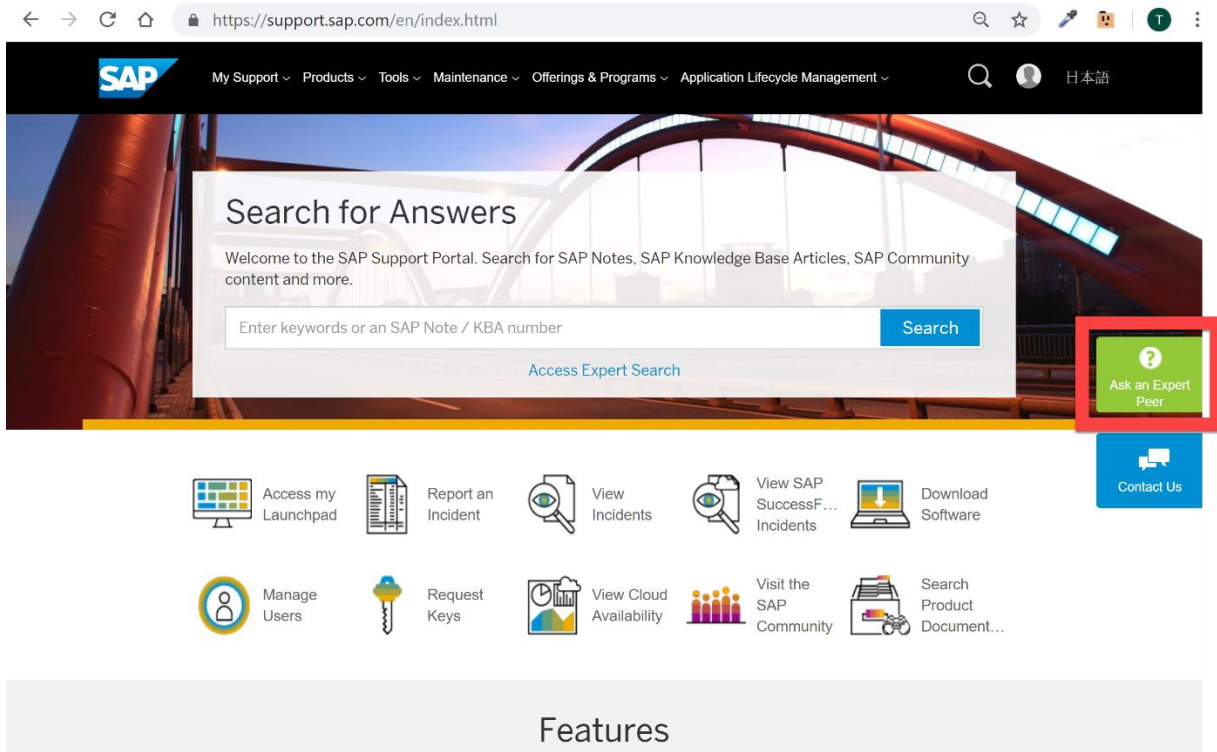 https://support.sap.com/en/index.html
T
SAP
My Support Products Tools Maintenance Offerings & Programs Application Lifecycle Management 日本語
Search for Answers
Welcome to the SAP Support Portal. Search for SAP Notes, SAP Knowledge Base Articles, SAP Community
content and more.
Enter keywords or an SAP Note / KBA number
Search
Access Expert Search
?
Ask an Expert
Peer
Contact Us
Access my
Launchpad
Report an
Incident
View
Incidents
View SAP
SuccessF...
Incidents
Download
Software
Manage
Users
Request
Keys
View Cloud
Availability
Visit the
SAP
Community
Search
Product
Document...
Features